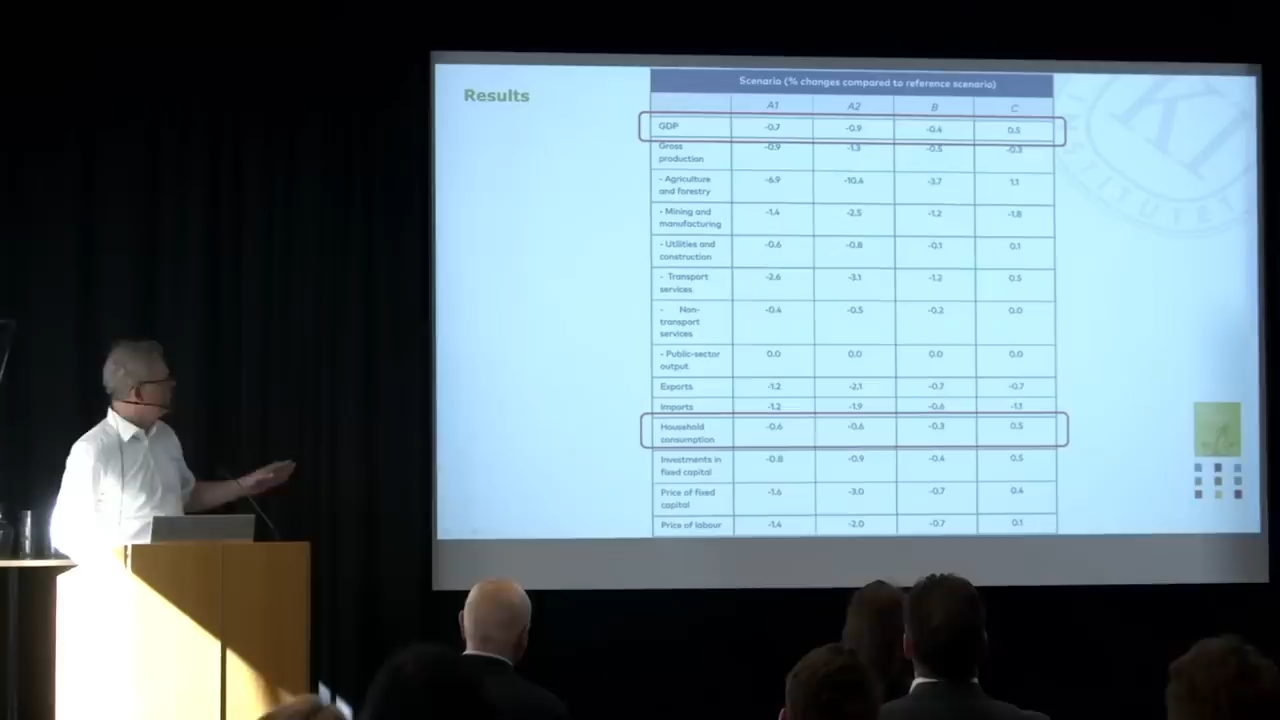 Results
Scenario (% changes compared to reference scenario)
A1 A2 B C
GDP -0.7 -0.9 -0.4 0.5
Gross production -0.9 -1.3 -0.5 -0.3
- Agriculture and forestry -6.9 -10.4 -3.7 1.1
- Mining and manufacturing -1.4 -2.5 -1.2 -1.8
- Utilities and construction -0.6 -0.8 -0.1 0.1
- Transport services -2.6 -3.1 -1.2 0.5
- Non-transport services -0.4 -0.5 -0.2 0.0
- Public-sector output. 0.0 0.0 0.0 0.0
Exports -1.2 -2.1 -0.7 -0.7
Imports -1.2 -1.9 -0.6 -1.1
Household consumption -0.6 -0.6 -0.3 0.5
Investments in fixed capital -0.8 -0.9 -0.4 0.5
Price of fixed capital -1.6 -3.0 -0.7 0.4
Price of labour -1.4 -2.0 -0.7 0.1
KI